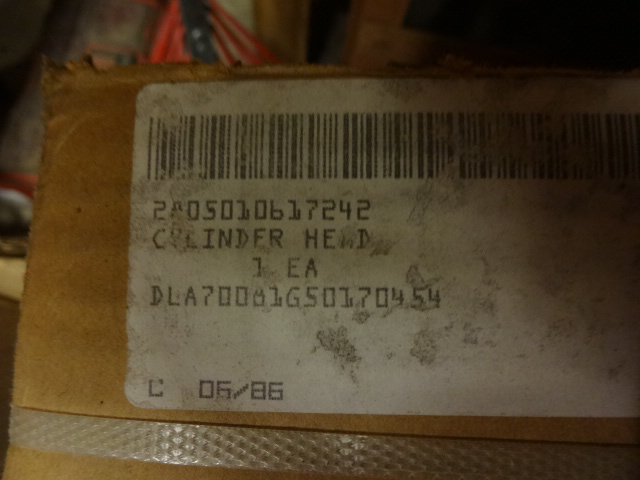 2805010617242
CYLINDER HEAD
1 EA
DLA70081G50170454
C 06/86